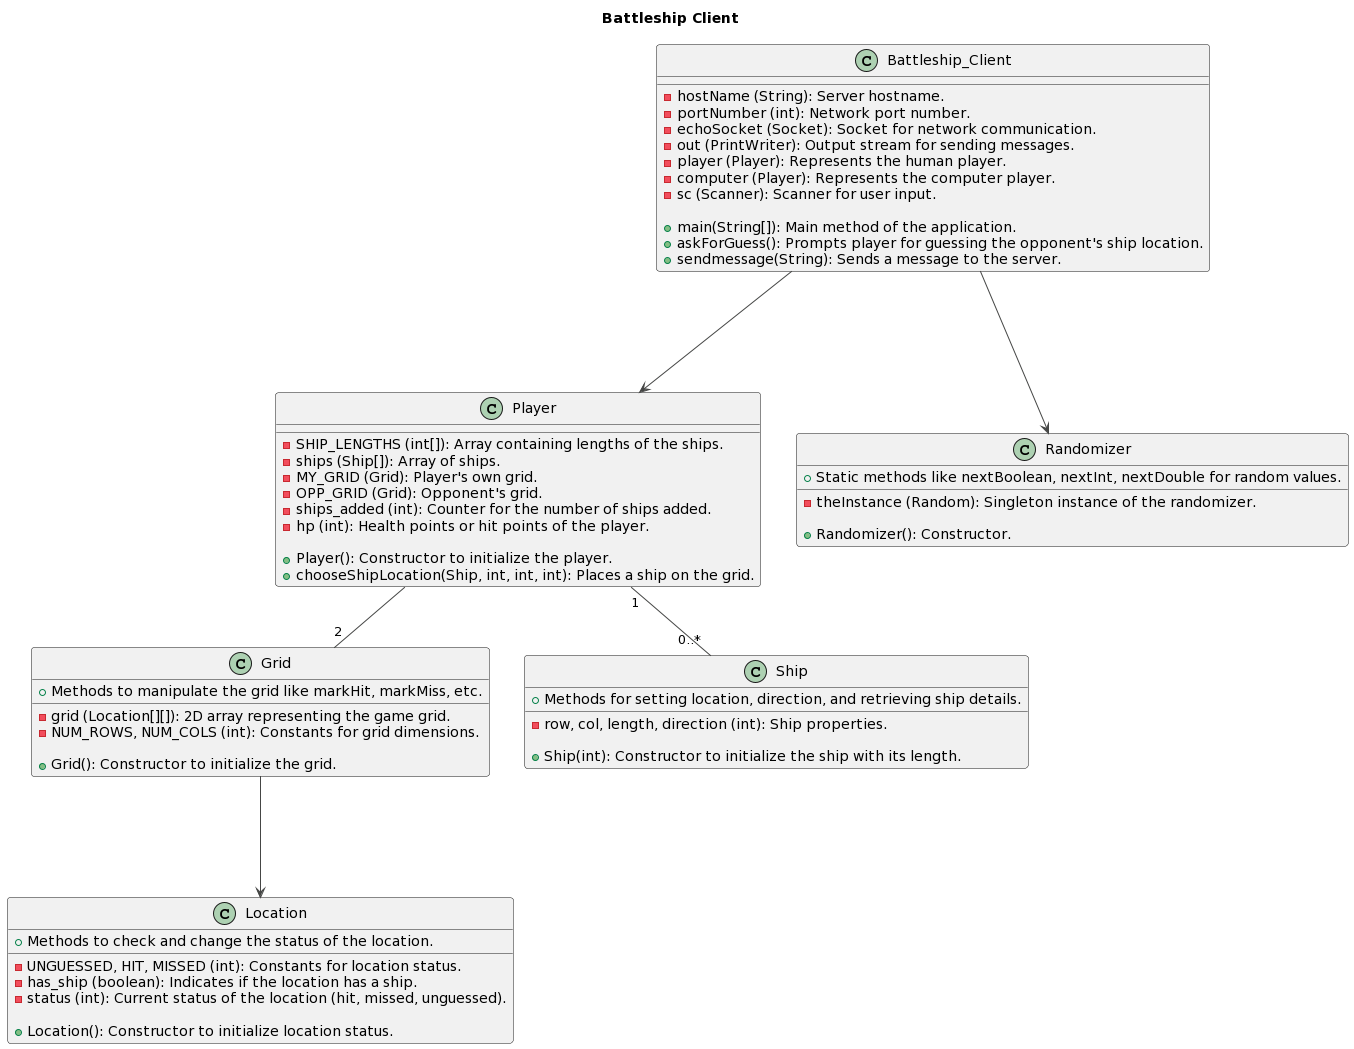 Battleship Client
C Battleship_Client
hostName (String): Server hostname.
portNumber (int): Network port number.
echoSocket (Socket): Socket for network communication.
out (PrintWriter): Output stream for sending messages.
player (Player): Represents the human player.
computer (Player): Represents the computer player.
sc (Scanner): Scanner for user input.
main(String[]): Main method of the application.
askForGuess(): Prompts player for guessing the opponent's ship location.
sendmessage(String): Sends a message to the server.
C Player
SHIP_LENGTHS (int[]): Array containing lengths of the ships.
ships (Ship[]): Array of ships.
MY_GRID (Grid): Player's own grid.
OPP_GRID (Grid): Opponent's grid.
ships_added (int): Counter for the number of ships added.
hp (int): Health points or hit points of the player.
Player(): Constructor to initialize the player.
chooseShipLocation(Ship, int, int, int): Places a ship on the grid.
C Randomizer
Static methods like nextBoolean, nextInt, nextDouble for random values.
theInstance (Random): Singleton instance of the randomizer.
Randomizer(): Constructor.
2
1
0..*
C Grid
Methods to manipulate the grid like markHit, markMiss, etc.
grid (Location[][]): 2D array representing the game grid.
NUM_ROWS, NUM_COLS (int): Constants for grid dimensions.
Grid(): Constructor to initialize the grid.
C Ship
Methods for setting location, direction, and retrieving ship details.
row, col, length, direction (int): Ship properties.
Ship(int): Constructor to initialize the ship with its length.
C Location
Methods to check and change the status of the location.
UNGUESSED, HIT, MISSED (int): Constants for location status.
has_ship (boolean): Indicates if the location has a ship.
status (int): Current status of the location (hit, missed, unguessed).
Location(): Constructor to initialize location status.